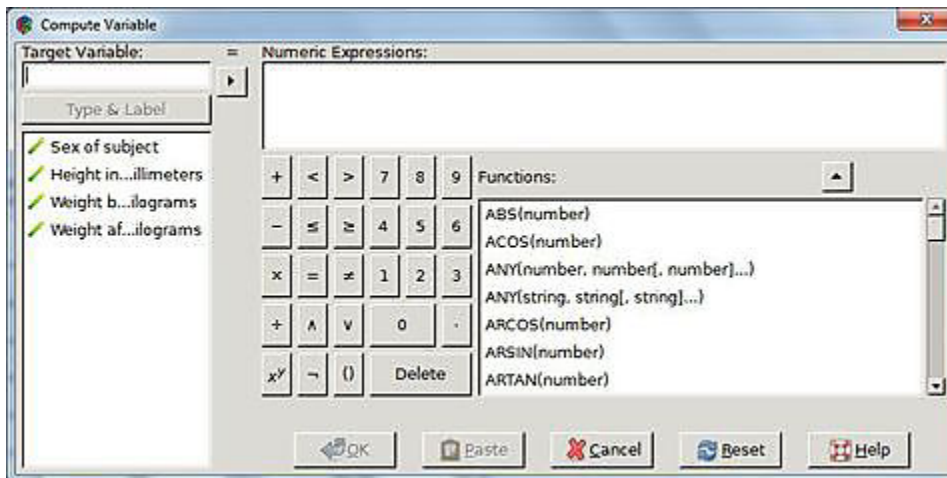 Compute Variable
Target Variable:
=
Numeric Expressions:
Type & Label
Sex of subject
Height in...illimeters
Weight b...ilograms
Weight af...ilograms
+ < > 7 8 9
− ≤ ≥ 4 5 6
× = ≠ 1 2 3
÷ ∧ ∨ 0 .
xʸ ¬ () Delete
Functions:
ABS(number)
ACOS(number)
ANY(number, number[, number]...)
ANY(string, string[, string]...)
ARCOS(number)
ARSIN(number)
ARTAN(number)
OK
Paste
Cancel
Reset
Help